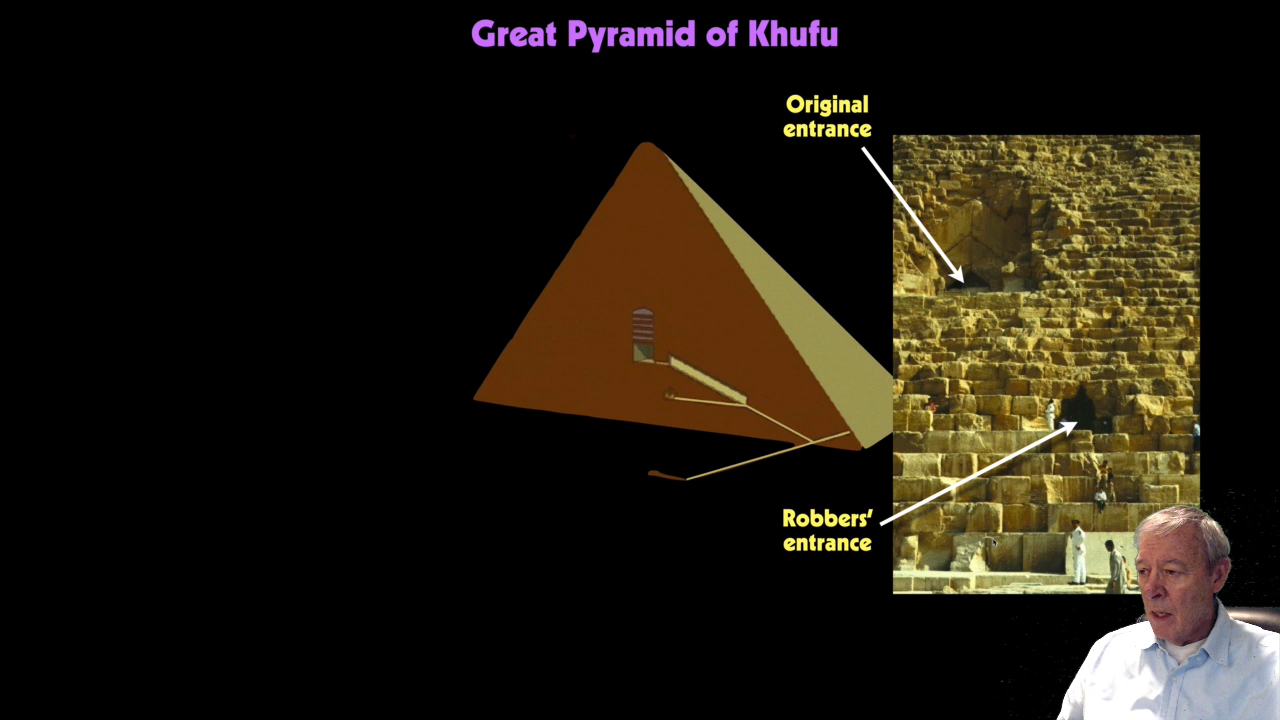 Great Pyramid of Khufu
Original
entrance
Robbers'
entrance